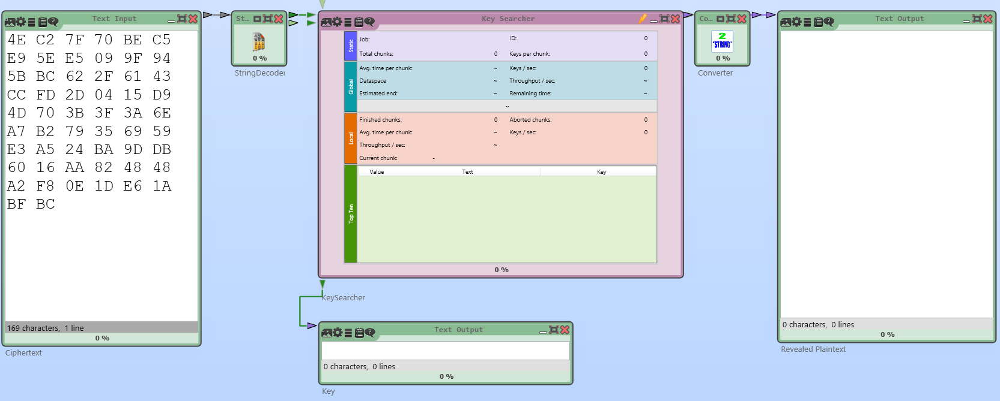 Text Input
4E C2 7F 70 BE C5
E9 5E E5 09 9F 94
5B BC 62 2F 61 43
CC FD 2D 04 15 D9
4D 70 3B 3F 3A 6E
A7 B2 79 35 69 59
E3 A5 24 BA 9D DB
60 16 AA 82 48 48
A2 F8 0E 1D E6 1A
BF BC
169 characters, 1 line
0 %
Ciphertext
St...
0 %
StringDecoder
Key Searcher
Static
Job: ID: 0
Total chunks: 0 Keys per chunk: 0
Global
Avg. time per chunk: ~ Keys / sec: 0
Dataspace ~ Throughput / sec: ~
Estimated end: ~ Remaining time: ~
~
Local
Finished chunks: 0 Aborted chunks: 0
Avg. time per chunk: ~ Keys / sec: 0
Throughput / sec: ~
Current chunk: -
Top Ten
Value Text Key
0 %
KeySearcher
Text Output
0 characters, 0 lines
0 %
Key
Co...
2
"STRING"
0 %
Converter
Text Output
0 characters, 0 lines
0 %
Revealed Plaintext